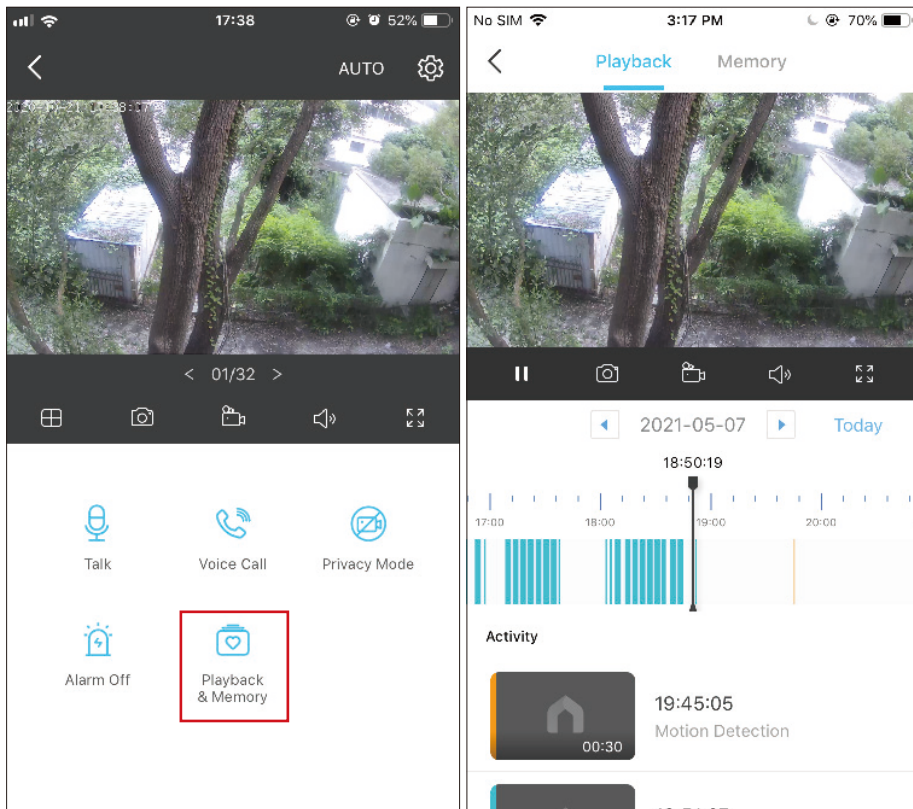 17:38
52%
AUTO
< 01/32 >
Talk
Voice Call
Privacy Mode
Alarm Off
Playback
& Memory
No SIM
3:17 PM
70%
Playback
Memory
2021-05-07
Today
18:50:19
17:00
18:00
19:00
20:00
Activity
00:30
19:45:05
Motion Detection